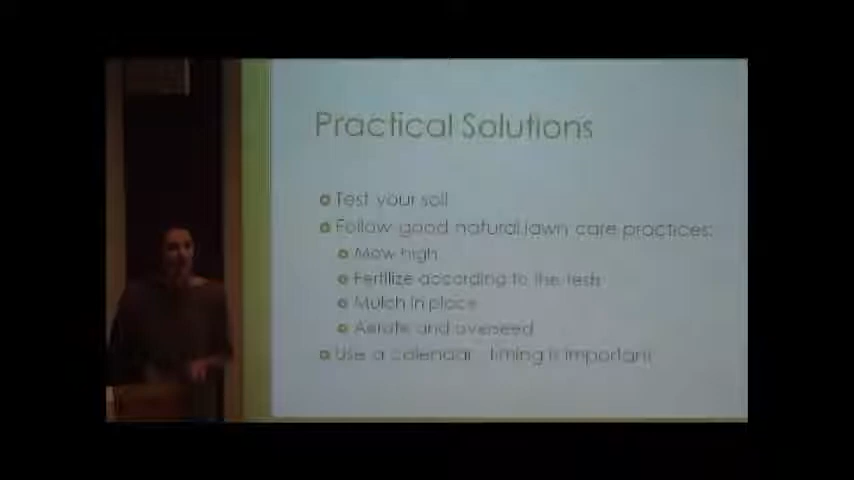 Practical Solutions
Test your soil
Follow good natural lawn care practices:
Mow high
Fertilize according to the tests
Mulch in place
Aerate and overseed
Use a calendar - timing is important